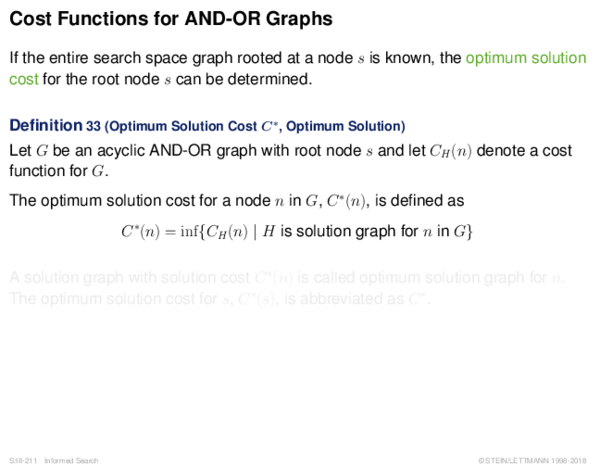 Cost Functions for AND-OR Graphs
If the entire search space graph rooted at a node s is known, the optimum solution
cost for the root node s can be determined.
Definition 33 (Optimum Solution Cost C*, Optimum Solution)
Let G be an acyclic AND-OR graph with root node s and let C_H(n) denote a cost
function for G.
The optimum solution cost for a node n in G, C*(n), is defined as
C*(n) = inf{C_H(n) | H is solution graph for n in G}
A solution graph with solution cost C*(n) is called optimum solution graph for n.
The optimum solution cost for s, C*(s), is abbreviated as C*.
S:II-211 Informed Search
©STEIN/LETTMANN 1998-2018